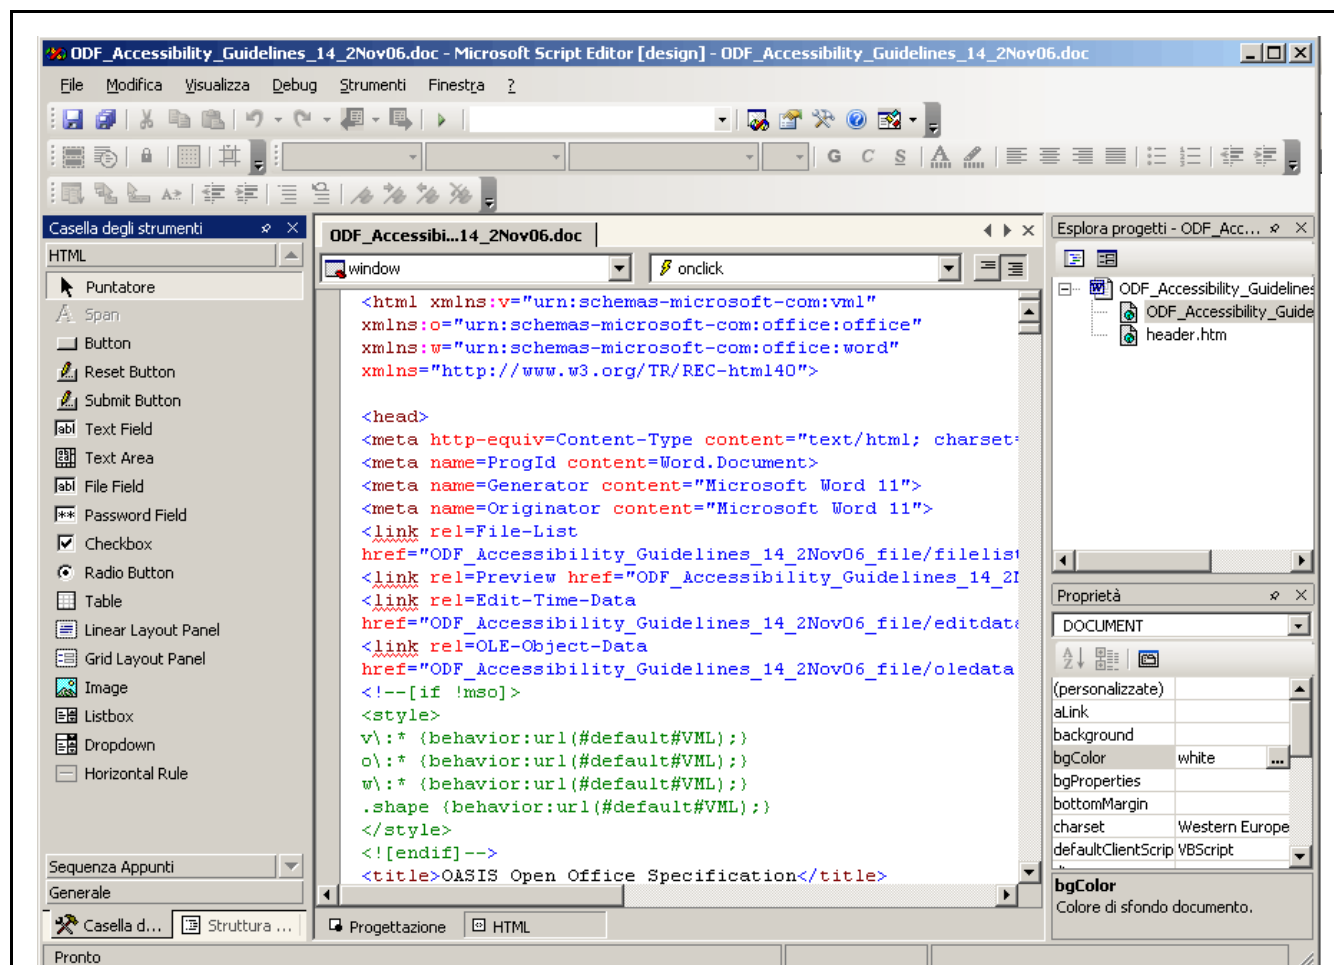 ODF_Accessibility_Guidelines_14_2Nov06.doc - Microsoft Script Editor [design] - ODF_Accessibility_Guidelines_14_2Nov06.doc
File Modifica Visualizza Debug Strumenti Finestra ?
G C S A
Casella degli strumenti
HTML
Puntatore
Span
Button
Reset Button
Submit Button
Text Field
Text Area
File Field
Password Field
Checkbox
Radio Button
Table
Linear Layout Panel
Grid Layout Panel
Image
Listbox
Dropdown
Horizontal Rule
Sequenza Appunti
Generale
Casella d... Struttura ...
ODF_Accessibi...14_2Nov06.doc
window onclick
<html xmlns:v="urn:schemas-microsoft-com:vml"
xmlns:o="urn:schemas-microsoft-com:office:office"
xmlns:w="urn:schemas-microsoft-com:office:word"
xmlns="http://www.w3.org/TR/REC-html40">
<head>
<meta http-equiv=Content-Type content="text/html; charset=
<meta name=ProgId content=Word.Document>
<meta name=Generator content="Microsoft Word 11">
<meta name=Originator content="Microsoft Word 11">
<link rel=File-List
href="ODF_Accessibility_Guidelines_14_2Nov06_file/filelist
<link rel=Preview href="ODF_Accessibility_Guidelines_14_2N
<link rel=Edit-Time-Data
href="ODF_Accessibility_Guidelines_14_2Nov06_file/editdata
<link rel=OLE-Object-Data
href="ODF_Accessibility_Guidelines_14_2Nov06_file/oledata
<!--[if !mso]>
<style>
v\:* {behavior:url(#default#VML);}
o\:* {behavior:url(#default#VML);}
w\:* {behavior:url(#default#VML);}
.shape {behavior:url(#default#VML);}
</style>
<![endif]-->
<title>OASIS Open Office Specification</title>
Progettazione HTML
Esplora progetti - ODF_Acc...
ODF_Accessibility_Guidelines
ODF_Accessibility_Guide
header.htm
Proprietà
DOCUMENT
(personalizzate)
aLink
background
bgColor white ...
bgProperties
bottomMargin
charset Western Europe
defaultClientScrip VBScript
bgColor
Colore di sfondo documento.
Pronto